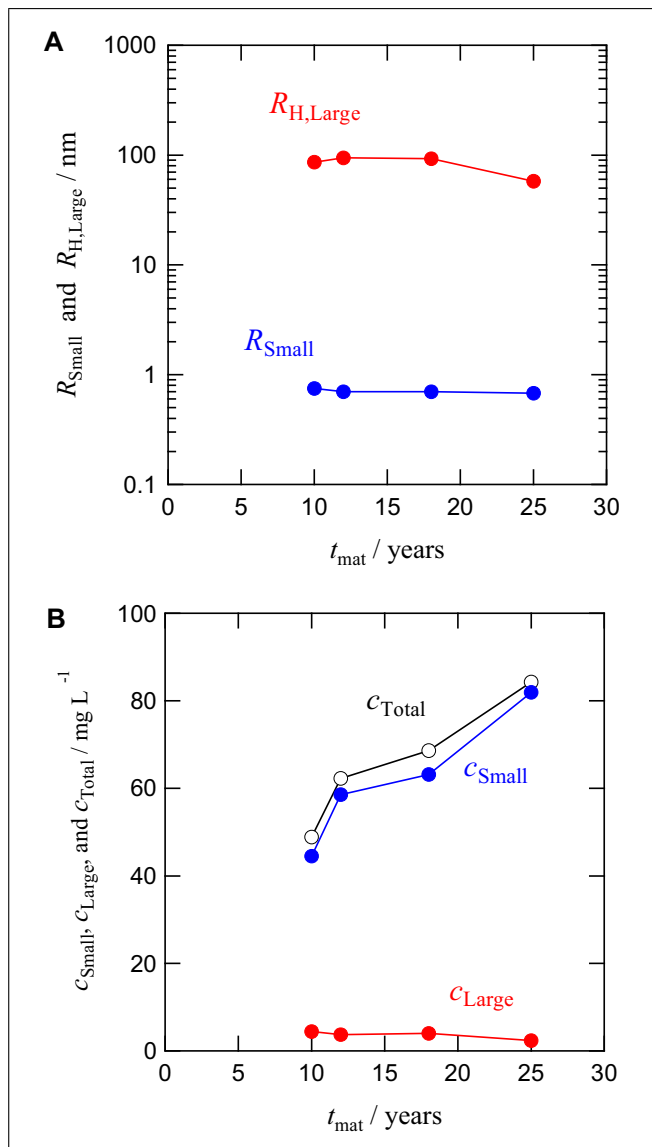 A
1000
100
10
1
0.1
R_Small and R_H,Large / nm
R_H,Large
R_Small
0 5 10 15 20 25 30
t_mat / years
B
100
80
60
40
20
0
c_Small, c_Large, and c_Total / mg L^-1
c_Total
c_Small
c_Large
0 5 10 15 20 25 30
t_mat / years